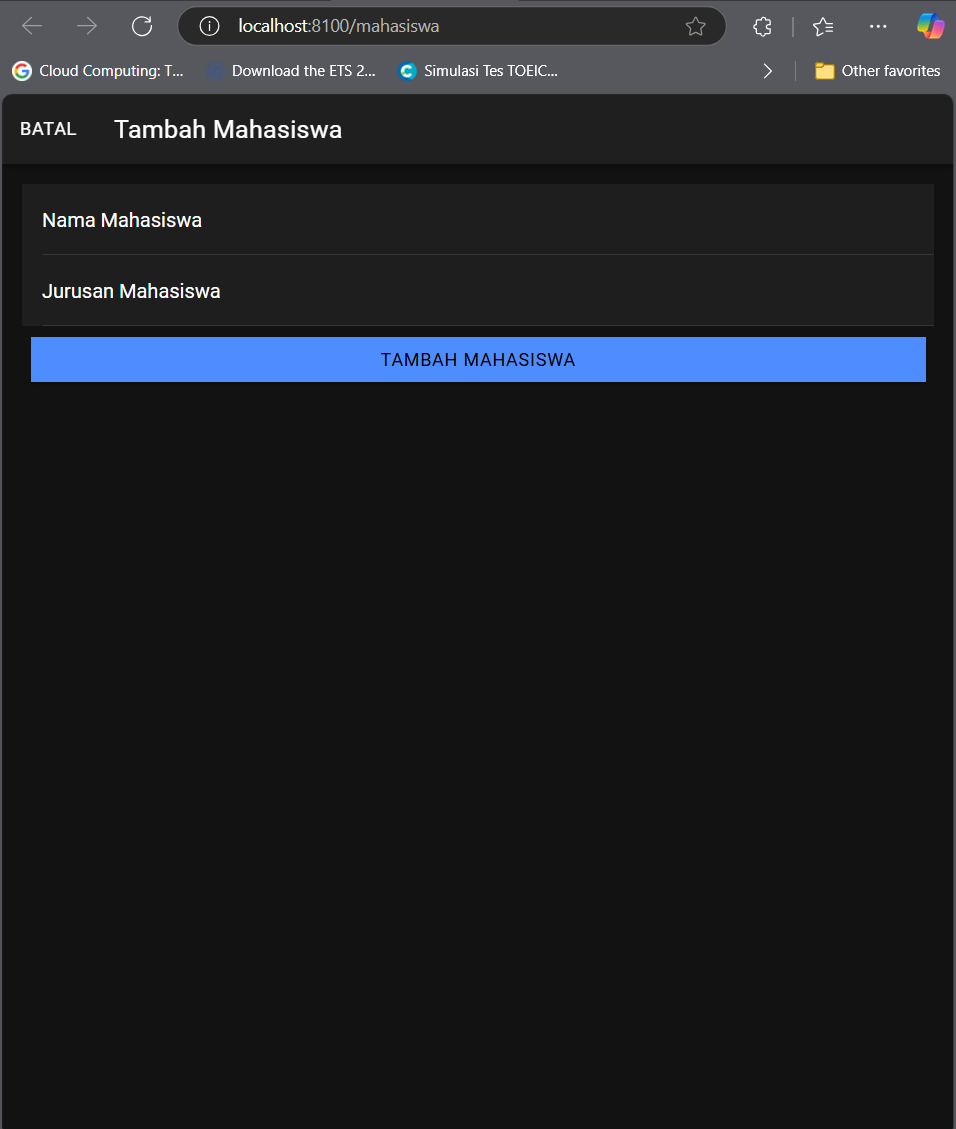 localhost:8100/mahasiswa
Cloud Computing: T... Download the ETS 2... Simulasi Tes TOEIC... Other favorites
BATAL Tambah Mahasiswa
Nama Mahasiswa
Jurusan Mahasiswa
TAMBAH MAHASISWA